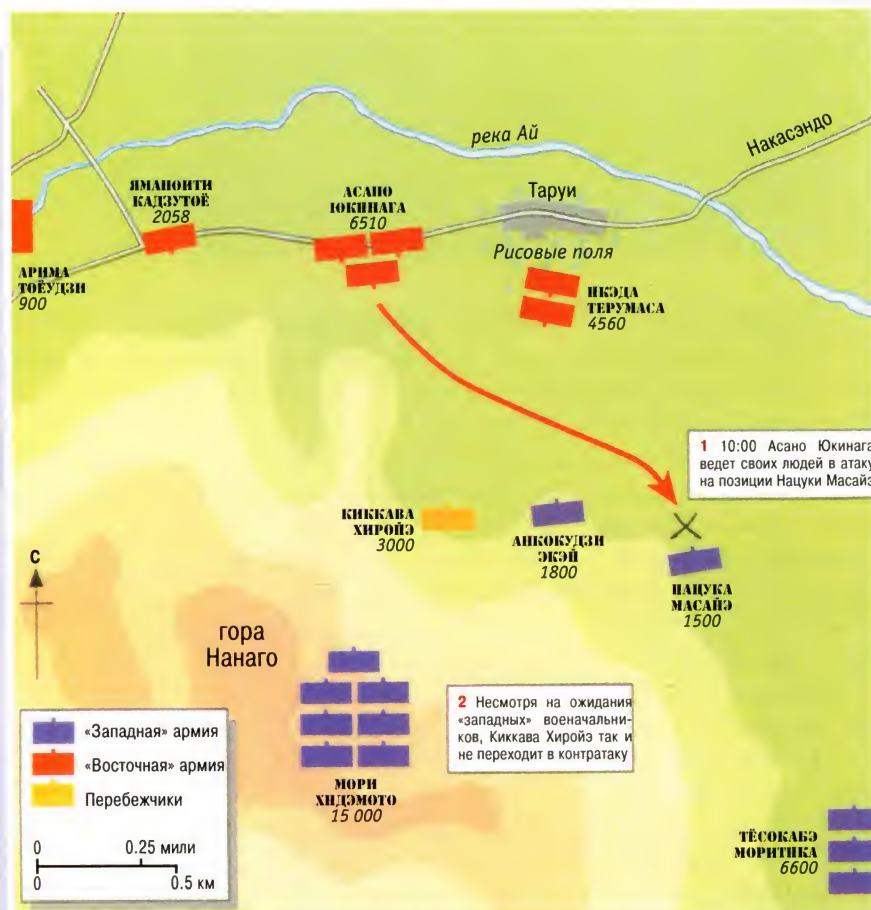 река Ай
Накасэндо
ЯМАНОИТИ
КАДЗУТОЁ
2058
АСАНО
ЮКИНАГА
6510
Таруи
Рисовые поля
АРИМА
ТОЁУДЗИ
900
ИКЭДА
ТЕРУМАСА
4560
1 10:00 Асано Юкинага
ведет своих людей в атаку
на позиции Нацуки Масайэ
КИККАВА
ХИРОЙЭ
3000
АНКОКУДЗИ
ЭКЭЙ
1800
НАЦУКА
МАСАЙЭ
1500
С
гора
Нанаго
2 Несмотря на ожидания
«западных» военачальни-
ков, Киккава Хиройэ так и
не переходит в контратаку
МОРИ
ХИДЭМОТО
15 000
«Западная» армия
«Восточная» армия
Перебежчики
0 0.25 мили
0 0.5 км
ТЁСОКАБЭ
МОРИТИКА
6600